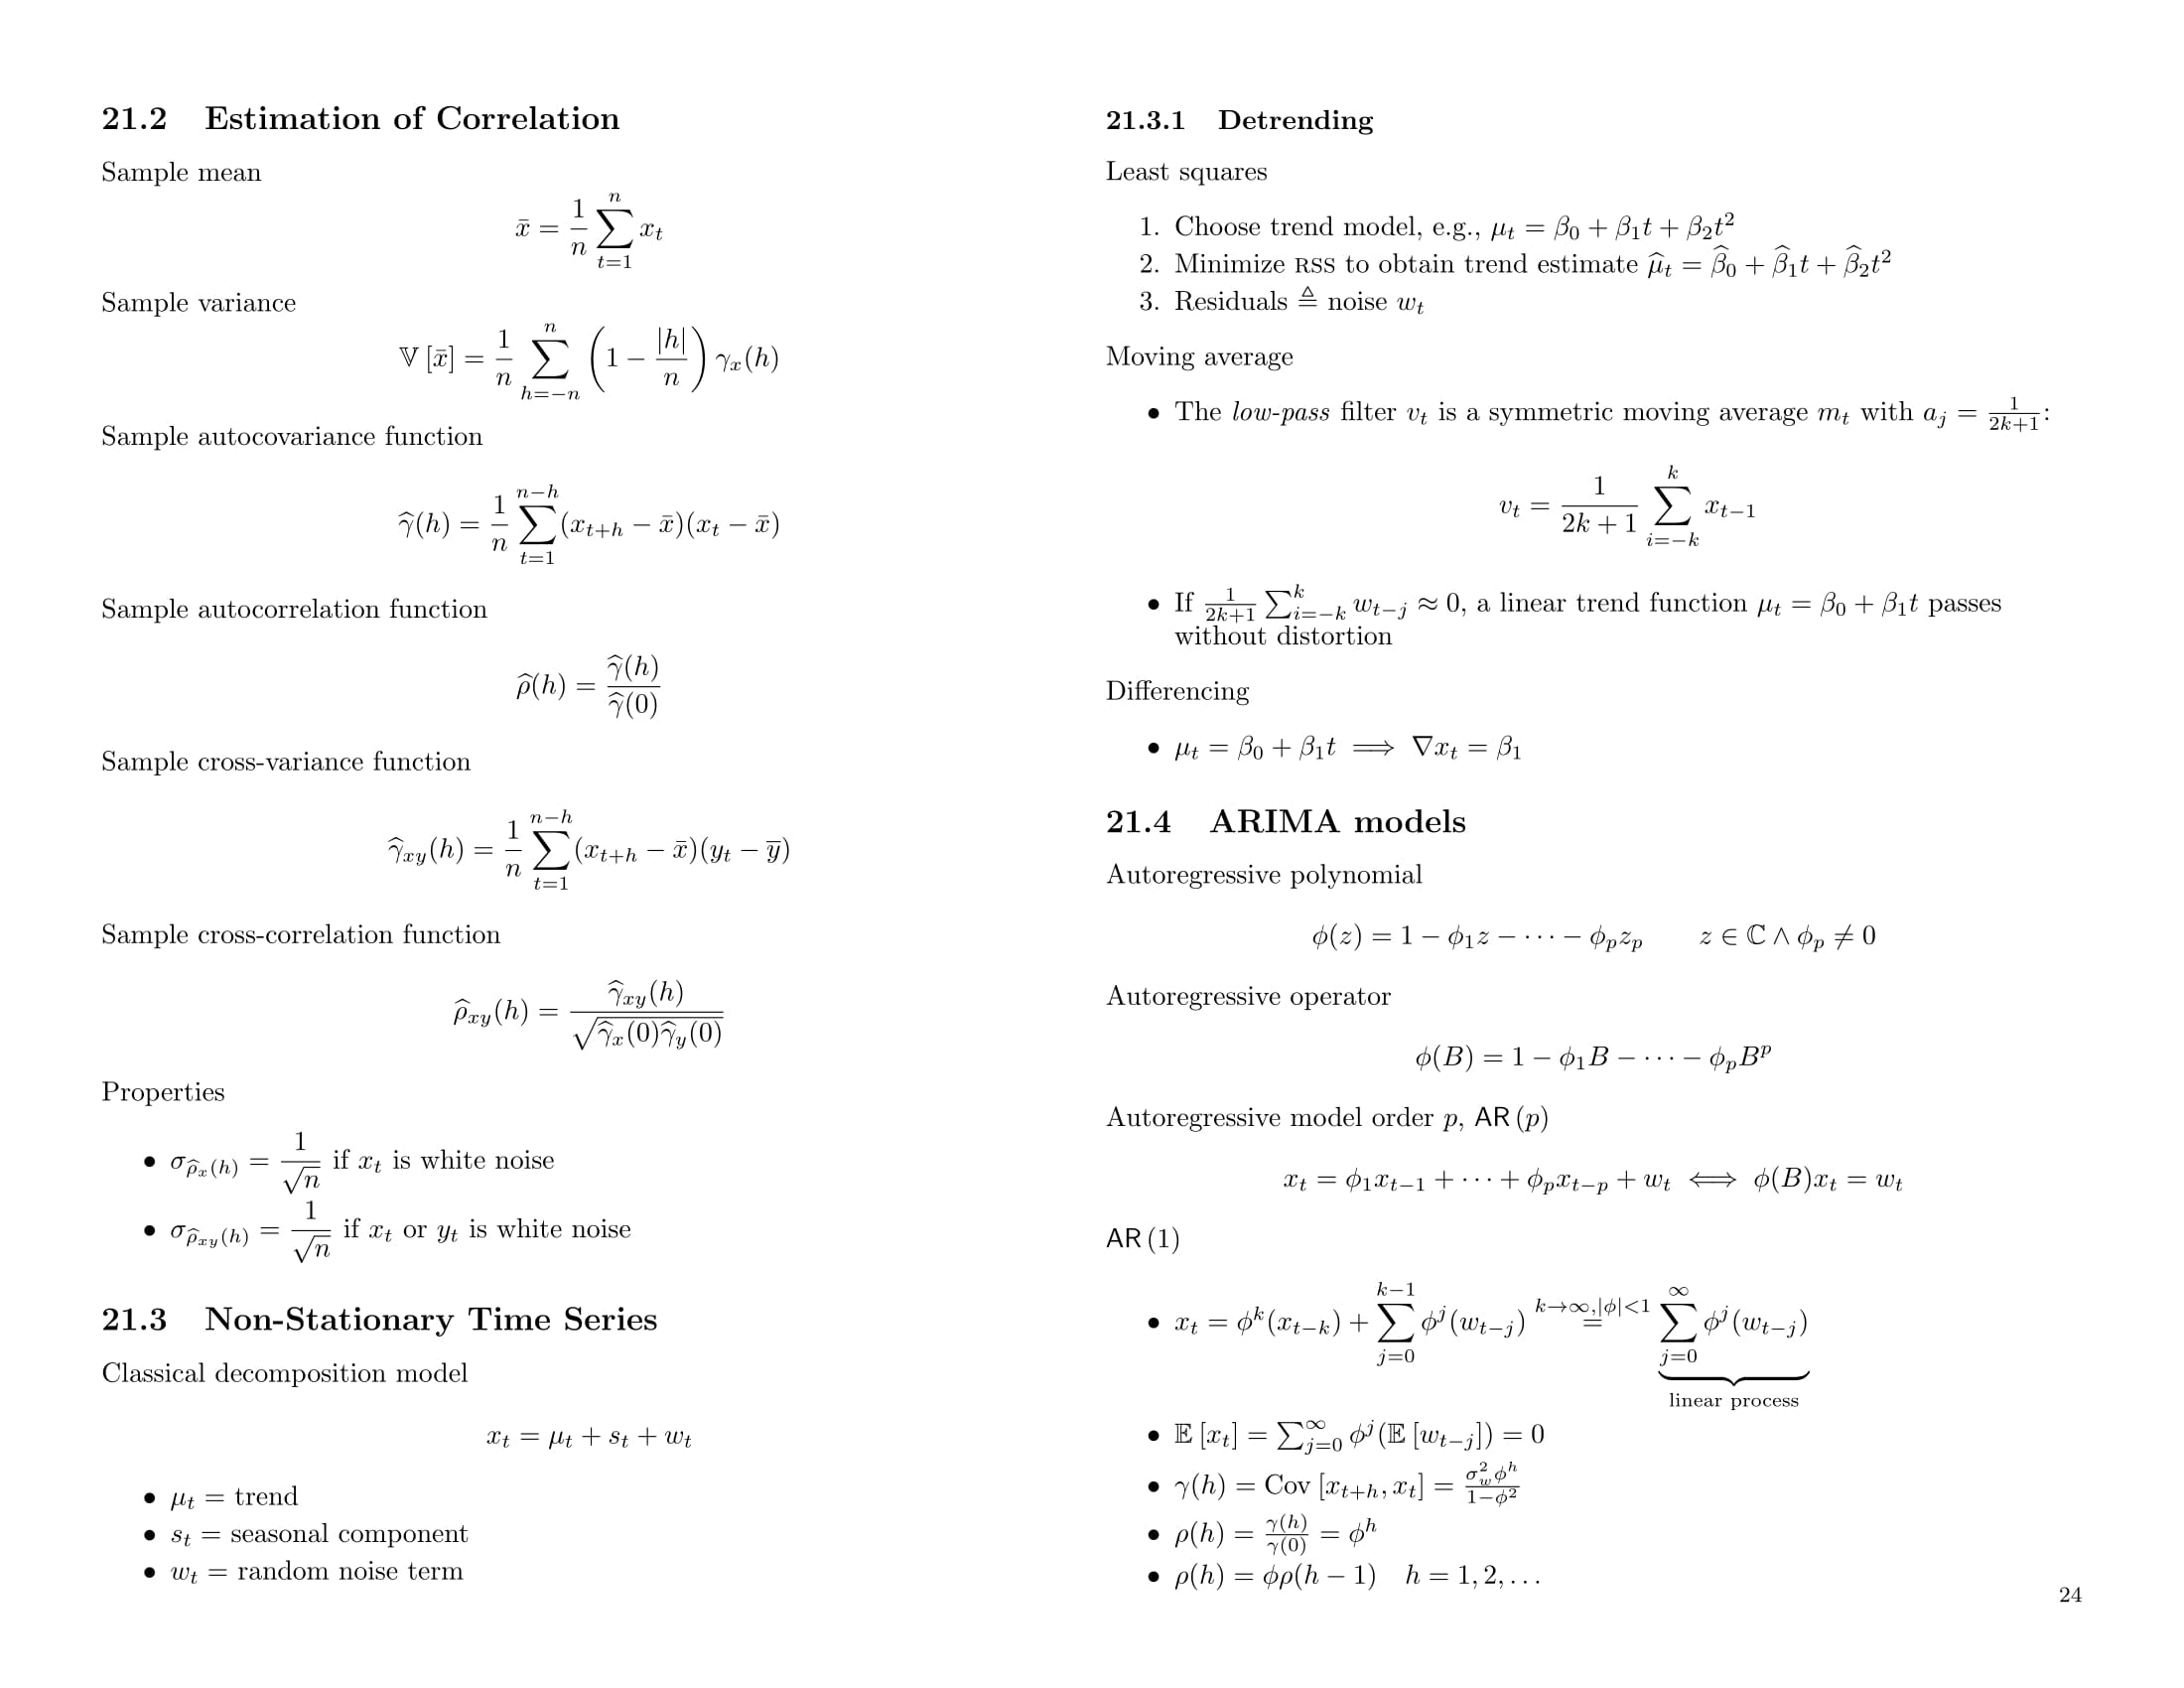 21.2 Estimation of Correlation
Sample mean
$\bar{x} = \frac{1}{n} \sum_{t=1}^{n} x_t$
Sample variance
$\mathbb{V}[\bar{x}] = \frac{1}{n} \sum_{h=-n}^{n} \left(1 - \frac{|h|}{n}\right) \gamma_x(h)$
Sample autocovariance function
$\widehat{\gamma}(h) = \frac{1}{n} \sum_{t=1}^{n-h} (x_{t+h} - \bar{x})(x_t - \bar{x})$
Sample autocorrelation function
$\widehat{\rho}(h) = \frac{\widehat{\gamma}(h)}{\widehat{\gamma}(0)}$
Sample cross-variance function
$\widehat{\gamma}_{xy}(h) = \frac{1}{n} \sum_{t=1}^{n-h} (x_{t+h} - \bar{x})(y_t - \overline{y})$
Sample cross-correlation function
$\widehat{\rho}_{xy}(h) = \frac{\widehat{\gamma}_{xy}(h)}{\sqrt{\widehat{\gamma}_x(0)\widehat{\gamma}_y(0)}}$
Properties
• $\sigma_{\widehat{\rho}_x(h)} = \frac{1}{\sqrt{n}}$ if $x_t$ is white noise
• $\sigma_{\widehat{\rho}_{xy}(h)} = \frac{1}{\sqrt{n}}$ if $x_t$ or $y_t$ is white noise
21.3 Non-Stationary Time Series
Classical decomposition model
$x_t = \mu_t + s_t + w_t$
• $\mu_t$ = trend
• $s_t$ = seasonal component
• $w_t$ = random noise term
21.3.1 Detrending
Least squares
1. Choose trend model, e.g., $\mu_t = \beta_0 + \beta_1 t + \beta_2 t^2$
2. Minimize RSS to obtain trend estimate $\widehat{\mu}_t = \widehat{\beta}_0 + \widehat{\beta}_1 t + \widehat{\beta}_2 t^2$
3. Residuals $\triangleq$ noise $w_t$
Moving average
• The low-pass filter $v_t$ is a symmetric moving average $m_t$ with $a_j = \frac{1}{2k+1}$:
$v_t = \frac{1}{2k+1} \sum_{i=-k}^{k} x_{t-1}$
• If $\frac{1}{2k+1} \sum_{i=-k}^{k} w_{t-j} \approx 0$, a linear trend function $\mu_t = \beta_0 + \beta_1 t$ passes
without distortion
Differencing
• $\mu_t = \beta_0 + \beta_1 t \implies \nabla x_t = \beta_1$
21.4 ARIMA models
Autoregressive polynomial
$\phi(z) = 1 - \phi_1 z - \cdots - \phi_p z_p \qquad z \in \mathbb{C} \wedge \phi_p \neq 0$
Autoregressive operator
$\phi(B) = 1 - \phi_1 B - \cdots - \phi_p B^p$
Autoregressive model order $p$, AR $(p)$
$x_t = \phi_1 x_{t-1} + \cdots + \phi_p x_{t-p} + w_t \iff \phi(B) x_t = w_t$
AR (1)
• $x_t = \phi^k (x_{t-k}) + \sum_{j=0}^{k-1} \phi^j (w_{t-j}) \overset{k \to \infty, |\phi| < 1}{=} \underbrace{\sum_{j=0}^{\infty} \phi^j (w_{t-j})}_{\text{linear process}}$
• $\mathbb{E}[x_t] = \sum_{j=0}^{\infty} \phi^j (\mathbb{E}[w_{t-j}]) = 0$
• $\gamma(h) = \text{Cov}[x_{t+h}, x_t] = \frac{\sigma_w^2 \phi^h}{1 - \phi^2}$
• $\rho(h) = \frac{\gamma(h)}{\gamma(0)} = \phi^h$
• $\rho(h) = \phi \rho(h-1) \quad h = 1, 2, \ldots$
24